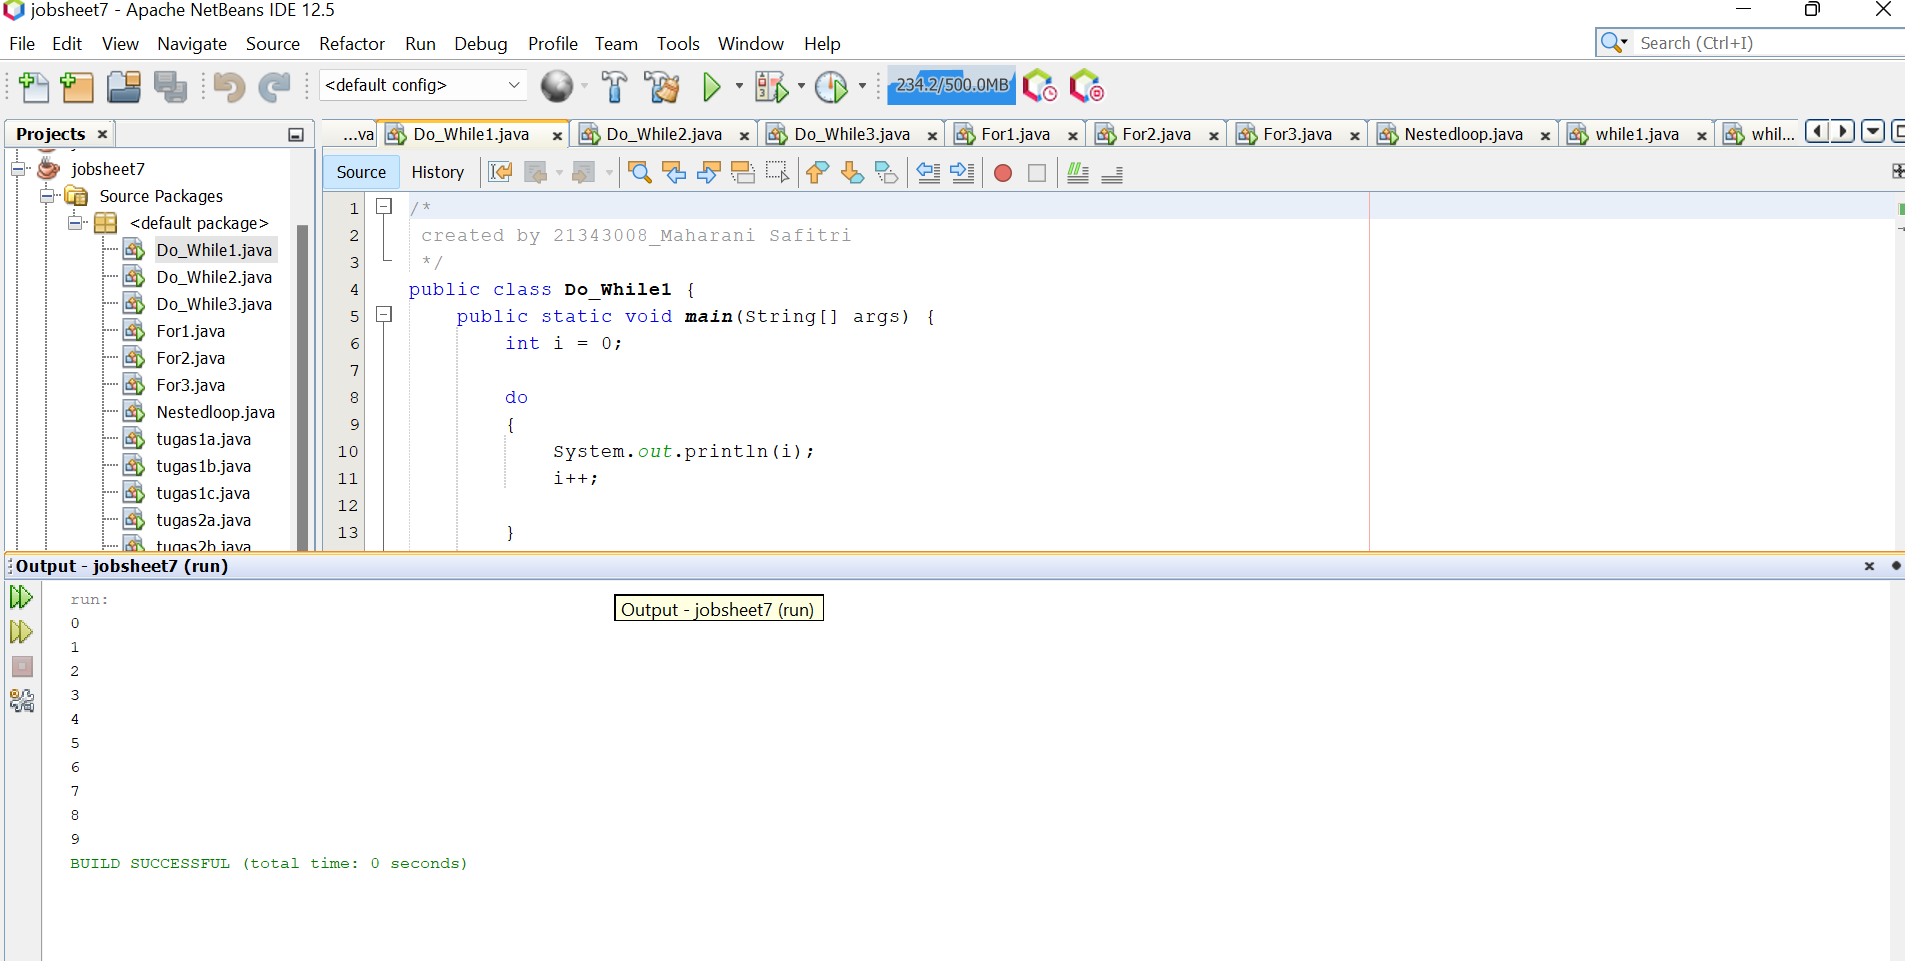 jobsheet7 - Apache NetBeans IDE 12.5
File Edit View Navigate Source Refactor Run Debug Profile Team Tools Window Help
Search (Ctrl+I)
<default config>
234.2/500.0MB
Projects
...va Do_While1.java Do_While2.java Do_While3.java For1.java For2.java For3.java Nestedloop.java while1.java whil...
Source History
jobsheet7
Source Packages
<default package>
Do_While1.java
Do_While2.java
Do_While3.java
For1.java
For2.java
For3.java
Nestedloop.java
tugas1a.java
tugas1b.java
tugas1c.java
tugas2a.java
tugas2b.java
1 /*
2 created by 21343008_Maharani Safitri
3 */
4 public class Do_While1 {
5 public static void main(String[] args) {
6 int i = 0;
7
8 do
9 {
10 System.out.println(i);
11 i++;
12
13 }
Output - jobsheet7 (run)
Output - jobsheet7 (run)
run:
0
1
2
3
4
5
6
7
8
9
BUILD SUCCESSFUL (total time: 0 seconds)